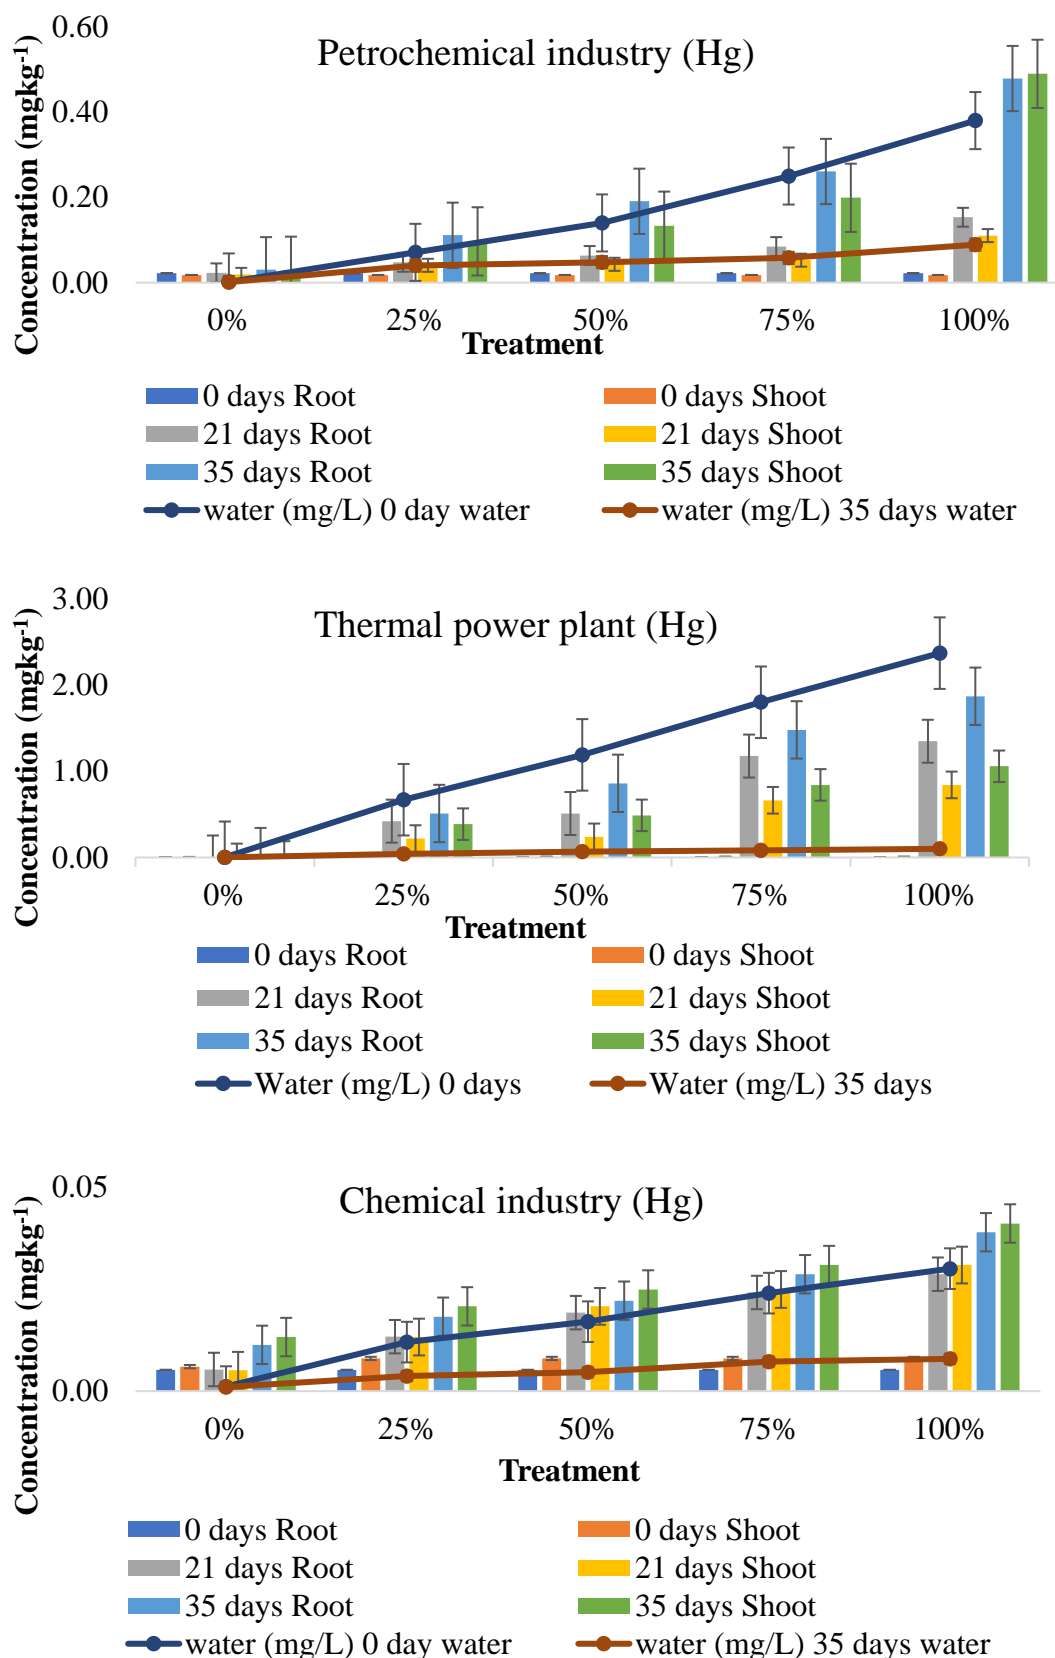 Petrochemical industry (Hg)
Concentration (mgkg⁻¹)
0.60
0.40
0.20
0.00
0% 25% 50% 75% 100%
Treatment
0 days Root 0 days Shoot
21 days Root 21 days Shoot
35 days Root 35 days Shoot
water (mg/L) 0 day water water (mg/L) 35 days water
Thermal power plant (Hg)
Concentration (mgkg⁻¹)
3.00
2.00
1.00
0.00
0% 25% 50% 75% 100%
Treatment
0 days Root 0 days Shoot
21 days Root 21 days Shoot
35 days Root 35 days Shoot
Water (mg/L) 0 days Water (mg/L) 35 days
Chemical industry (Hg)
Concentration (mgkg⁻¹)
0.05
0.00
0% 25% 50% 75% 100%
Treatment
0 days Root 0 days Shoot
21 days Root 21 days Shoot
35 days Root 35 days Shoot
water (mg/L) 0 day water water (mg/L) 35 days water